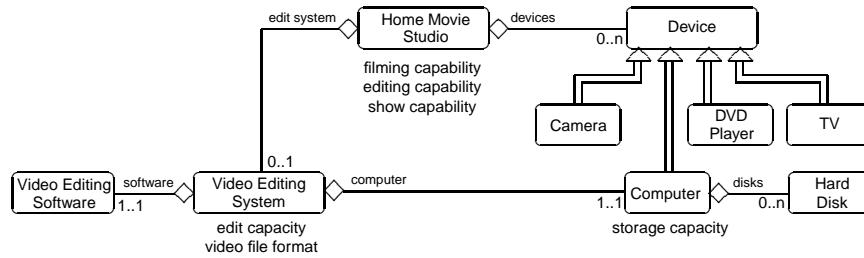 edit system
Home Movie
Studio
devices
Device
0..n
filming capability
editing capability
show capability
Camera
DVD
Player
TV
0..1
Video Editing
Software
software
1..1
Video Editing
System
computer
1..1
Computer
disks
0..n
Hard
Disk
edit capacity
video file format
storage capacity